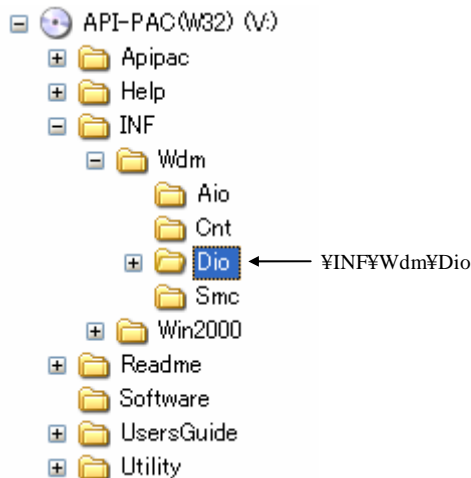 API-PAC(W32) (V:)
Apipac
Help
INF
Wdm
Aio
Cnt
Dio
¥INF¥Wdm¥Dio
Smc
Win2000
Readme
Software
UsersGuide
Utility